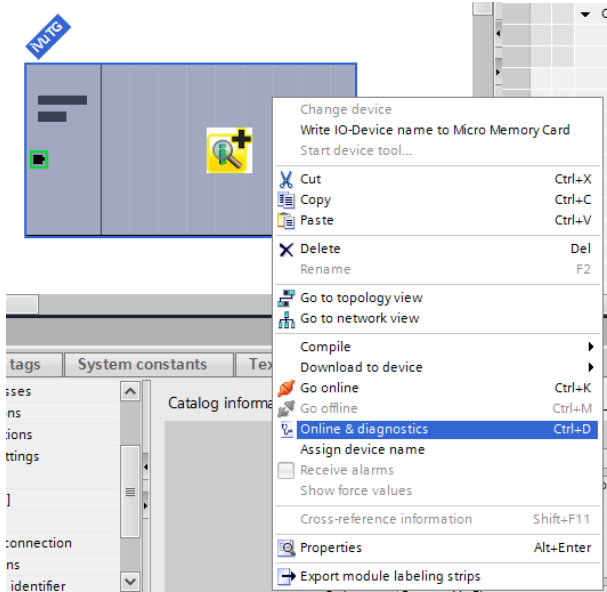 iVuTG
Change device
Write IO-Device name to Micro Memory Card
Start device tool...
Cut Ctrl+X
Copy Ctrl+C
Paste Ctrl+V
Delete Del
Rename F2
Go to topology view
Go to network view
Compile
Download to device
Go online Ctrl+K
Go offline Ctrl+M
Online & diagnostics Ctrl+D
Assign device name
Receive alarms
Show force values
Cross-reference information Shift+F11
Properties Alt+Enter
Export module labeling strips
tags
System constants
Tex
Catalog informa
sses
ons
tions
ttings
]
connection
ns
identifier